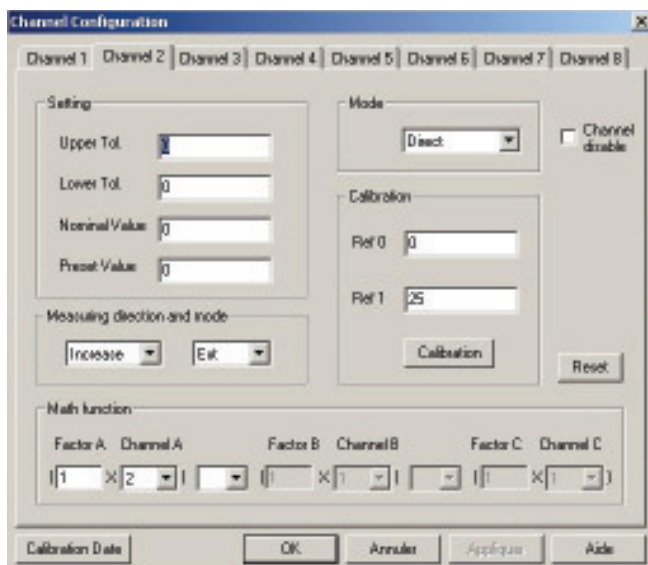 Channel Configuration
Channel 1 Channel 2 Channel 3 Channel 4 Channel 5 Channel 6 Channel 7 Channel 8
Setting
Upper Tol. 0
Lower Tol. 0
Nominal Value 0
Preset Value 0
Mode
Direct
Channel disable
Calibration
Ref 0 0
Ref 1 25
Calibration
Measuring direction and mode
Increase Ext
Reset
Math function
Factor A Channel A Factor B Channel B Factor C Channel C
(1 X 2 ) (1 X 1 ) (1 X 1 )
Calibration Date OK Annuler Appliquer Aide